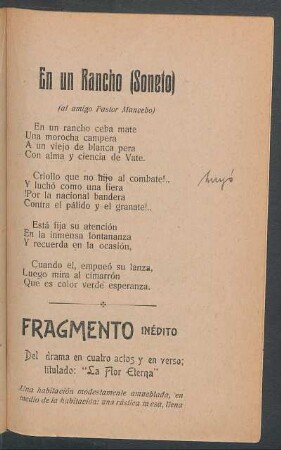 En un Rancho (Soneto)
(al amigo Pastor Mancebo)
En un rancho ceba mate
Una morocha campera
A un viejo de blanca pera
Con alma y ciencia de Vate.
Criollo que no hijo al combate!..
Y luchó como una fiera
!Por la nacional bandera
Contra el pálido y el granate!..
huyó
Está fija su atención
En la inmensa lontananza
Y recuerda en la ocasión,
Cuando el, empueó su lanza,
Luego mira al cimarrón
Que es color verde esperanza.
FRAGMENTO INÉDITO
Del drama en cuatro actos y en verso;
titulado: "La Flor Eterna"
Una habitación modestamente amueblada, en
medio de la habitación: una rústica mesa, llena